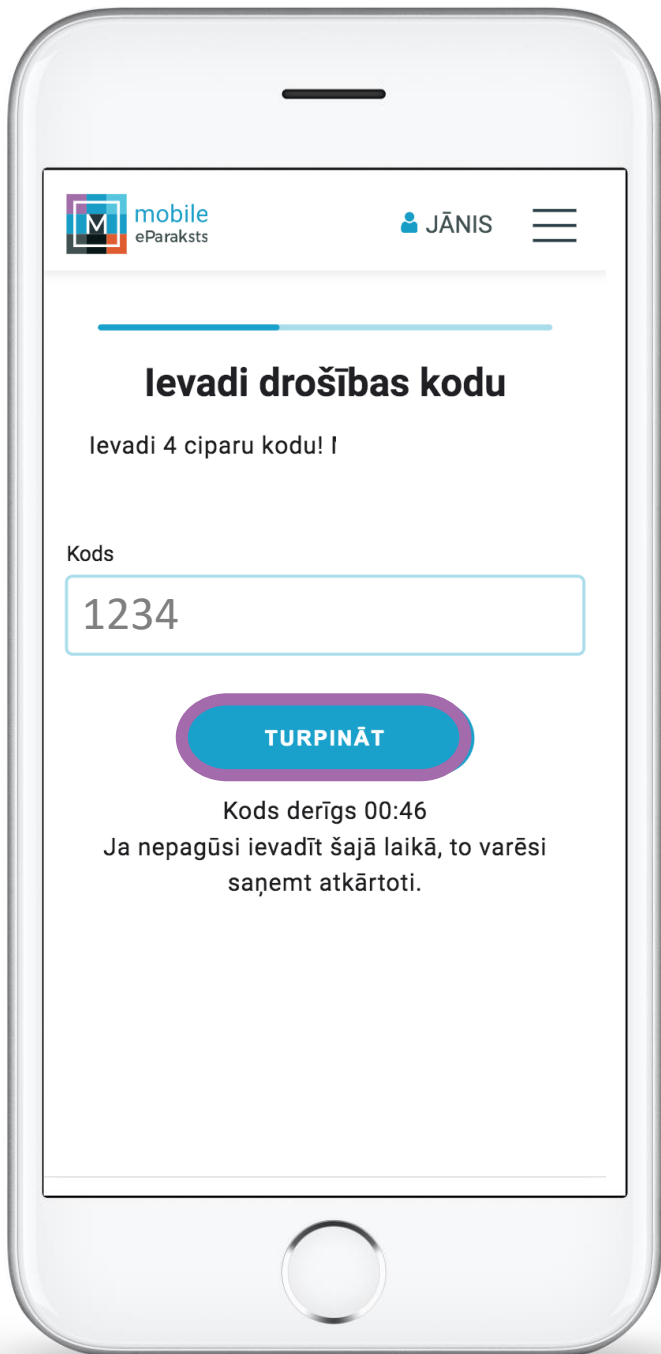 M
mobile
eParaksts
JĀNIS
Ievadi drošības kodu
Ievadi 4 ciparu kodu!
Kods
1234
TURPINĀT
Kods derīgs 00:46
Ja nepagūsi ievadīt šajā laikā, to varēsi
saņemt atkārtoti.